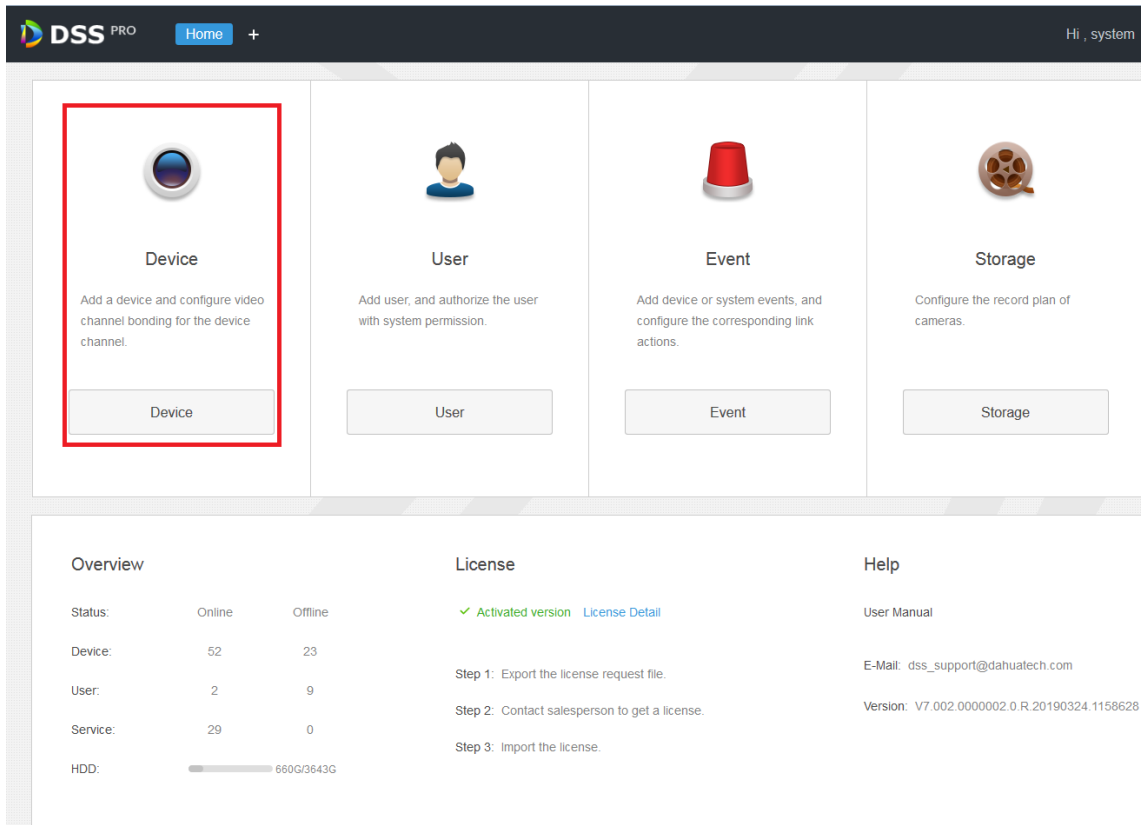 DSS PRO Home + Hi , system
Device
Add a device and configure video
channel bonding for the device
channel.
Device
User
Add user, and authorize the user
with system permission.
User
Event
Add device or system events, and
configure the corresponding link
actions.
Event
Storage
Configure the record plan of
cameras.
Storage
Overview
Status: Online Offline
Device: 52 23
User: 2 9
Service: 29 0
HDD: 660G/3643G
License
Activated version License Detail
Step 1: Export the license request file.
Step 2: Contact salesperson to get a license.
Step 3: Import the license.
Help
User Manual
E-Mail: dss_support@dahuatech.com
Version: V7.002.0000002.0.R.20190324.1158628